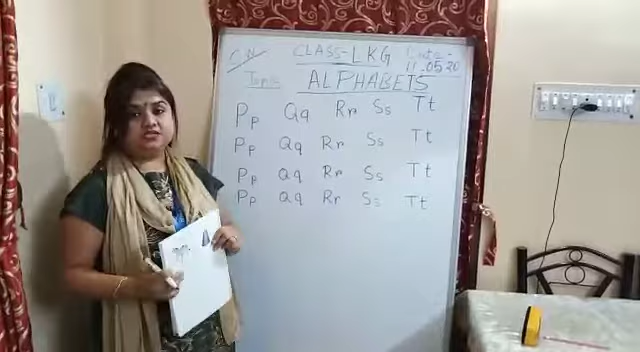 C.W CLASS-LKG Date-
11.05.20
Topic ALPHABETS
Pp Qq Rr Ss Tt
Pp Qq Rr Ss Tt
Pp Qq Rr Ss Tt
Pp Qq Rr Ss Tt